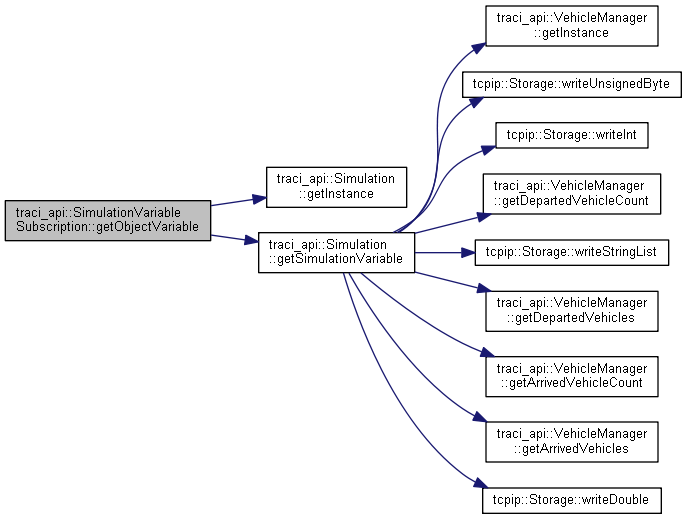 traci_api::SimulationVariable
Subscription::getObjectVariable
traci_api::Simulation
::getInstance
traci_api::Simulation
::getSimulationVariable
traci_api::VehicleManager
::getInstance
tcpip::Storage::writeUnsignedByte
tcpip::Storage::writeInt
traci_api::VehicleManager
::getDepartedVehicleCount
tcpip::Storage::writeStringList
traci_api::VehicleManager
::getDepartedVehicles
traci_api::VehicleManager
::getArrivedVehicleCount
traci_api::VehicleManager
::getArrivedVehicles
tcpip::Storage::writeDouble